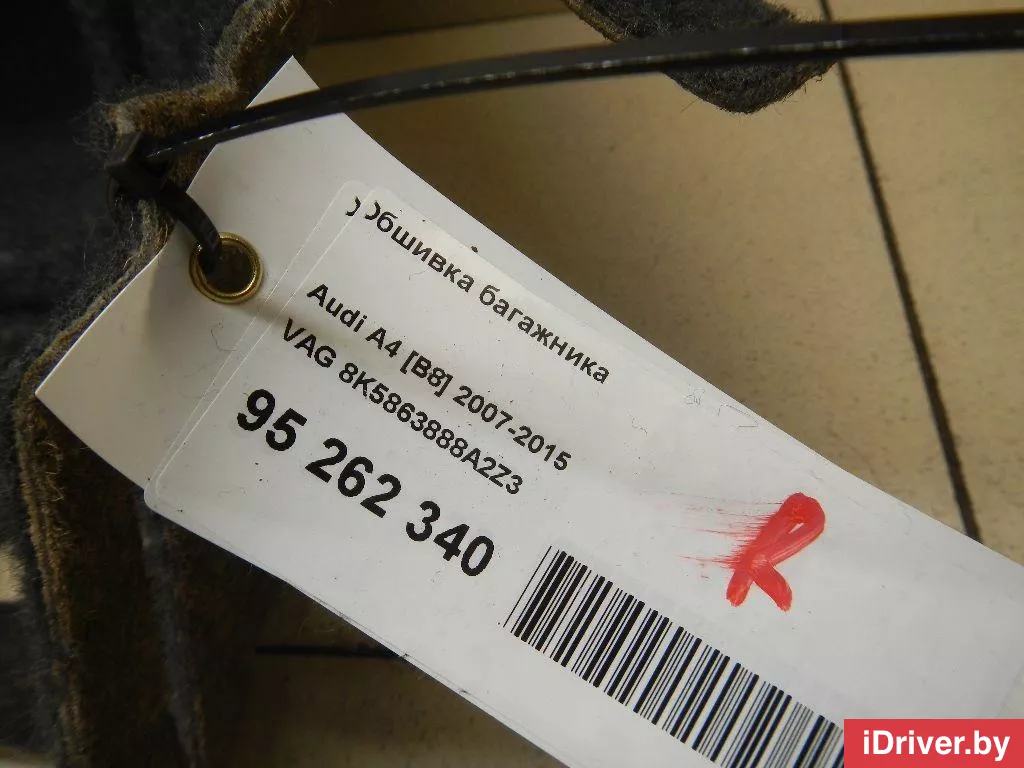 Обшивка багажника
Audi A4 [B8] 2007-2015
VAG 8K5863888A2Z3
95 262 340
R
iDriver.by